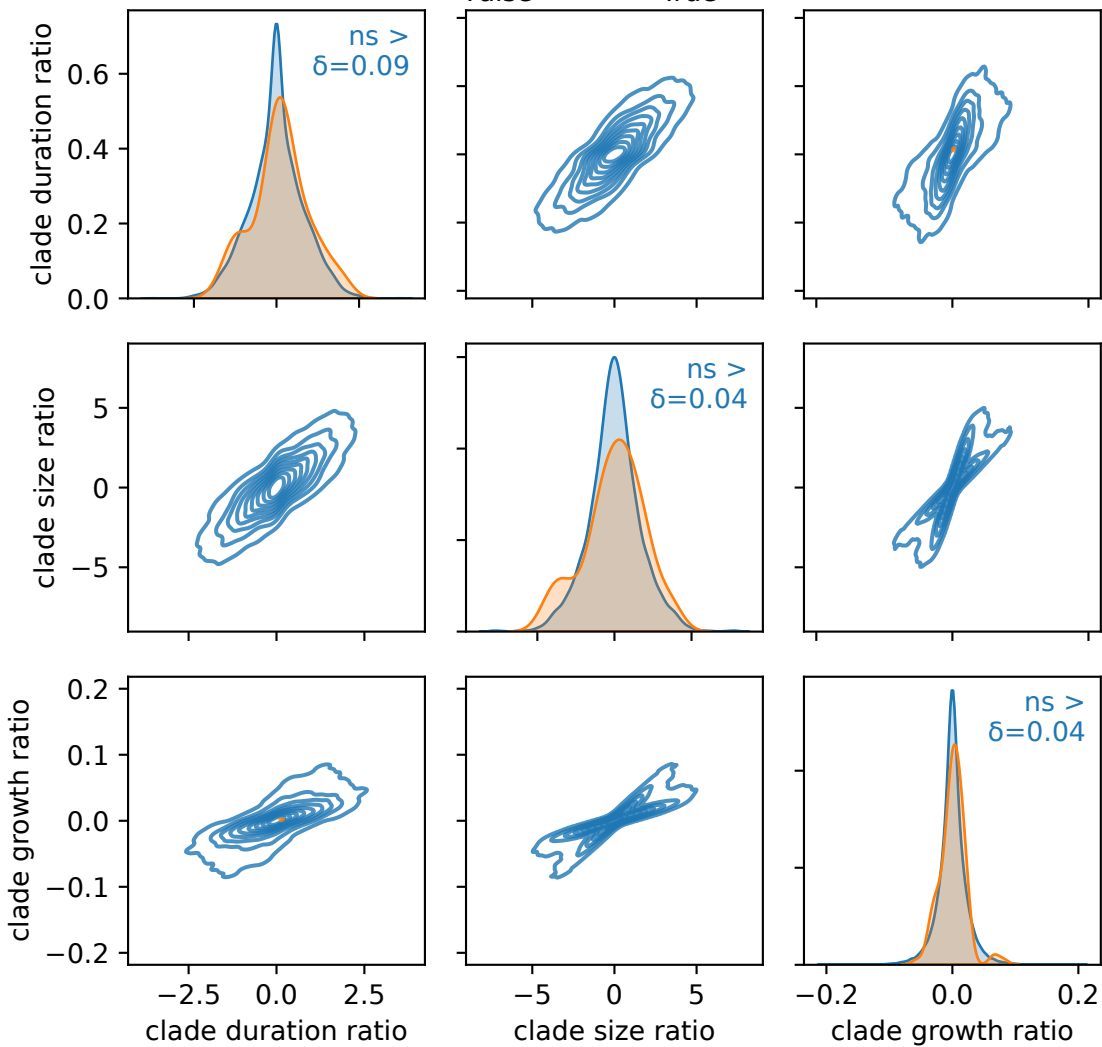 clade duration ratio
0.6
0.4
0.2
0.0
ns >
δ=0.09
clade size ratio
5
0
−5
ns >
δ=0.04
clade growth ratio
0.2
0.1
0.0
−0.1
−0.2
ns >
δ=0.04
−2.5 0.0 2.5
−5 0 5
−0.2 0.0 0.2
clade duration ratio
clade size ratio
clade growth ratio